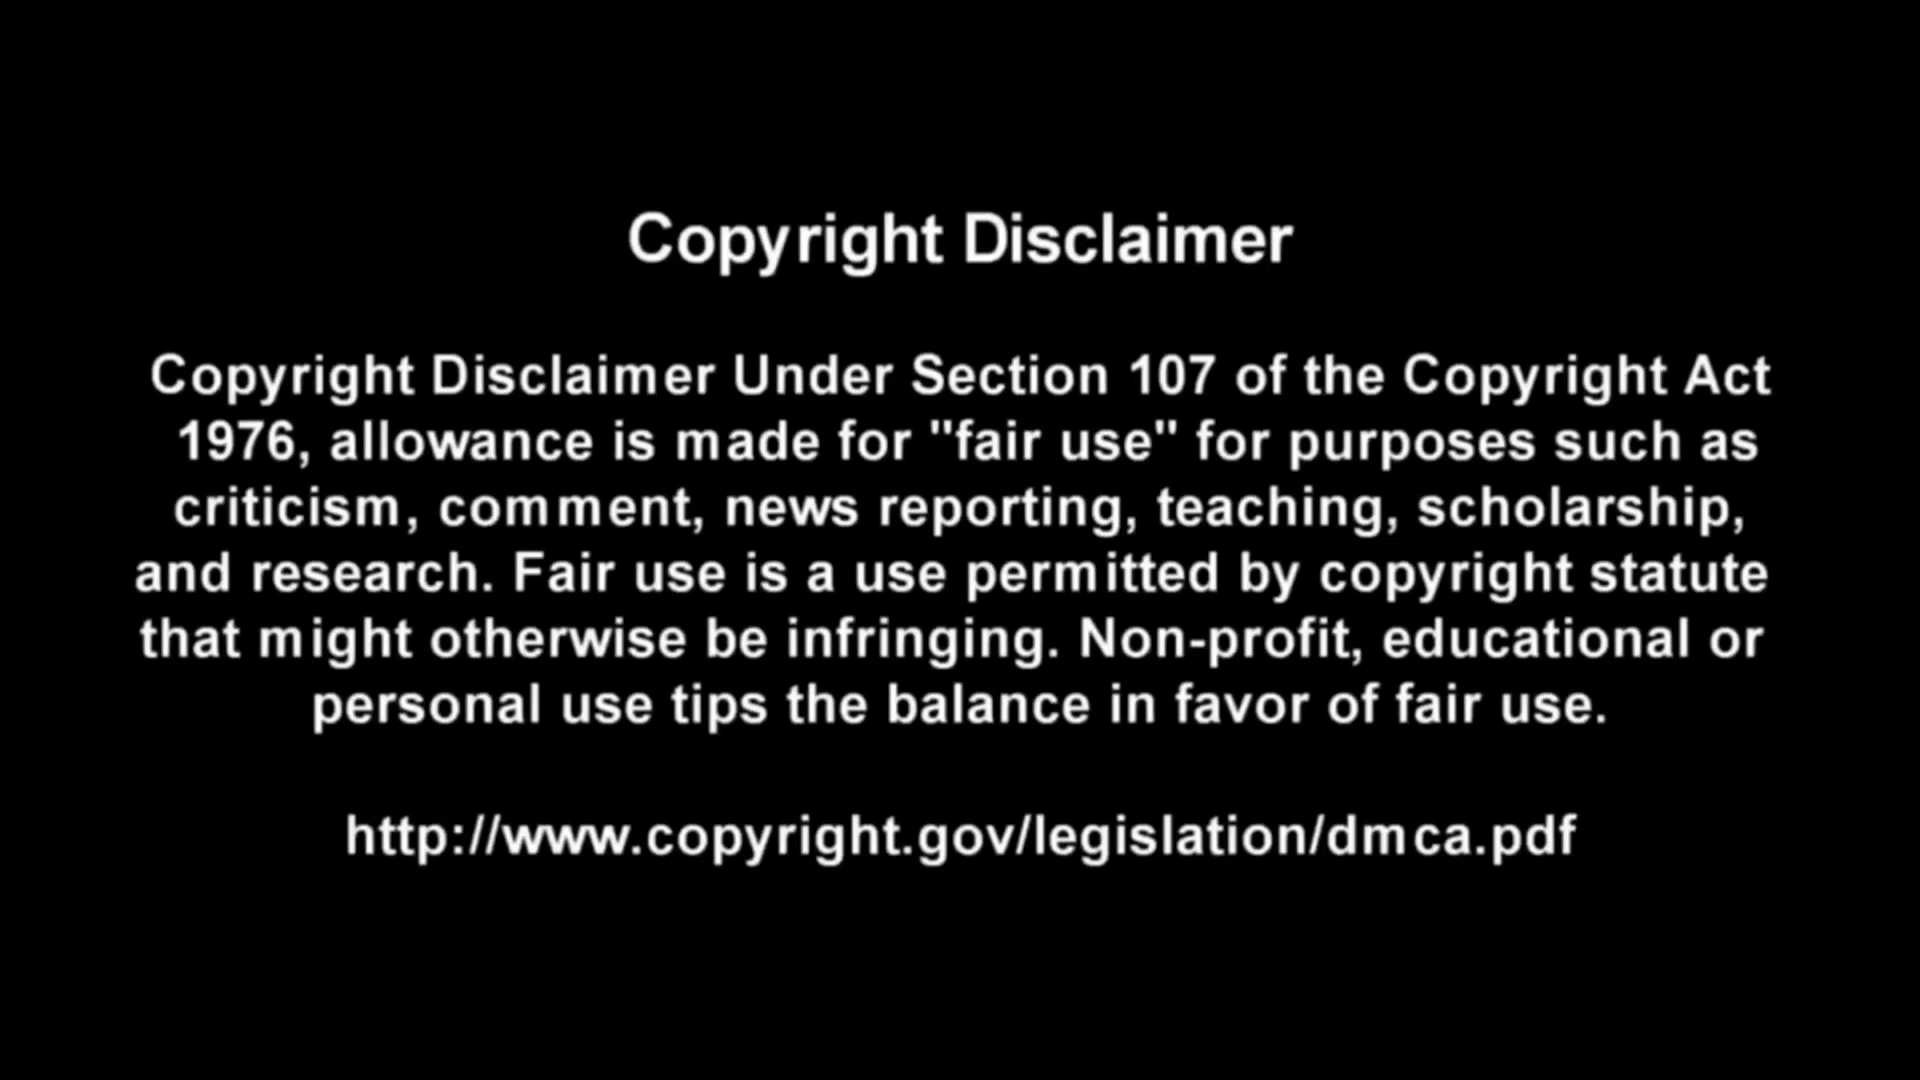 Copyright Disclaimer
Copyright Disclaimer Under Section 107 of the Copyright Act
1976, allowance is made for "fair use" for purposes such as
criticism, comment, news reporting, teaching, scholarship,
and research. Fair use is a use permitted by copyright statute
that might otherwise be infringing. Non-profit, educational or
personal use tips the balance in favor of fair use.
http://www.copyright.gov/legislation/dmca.pdf